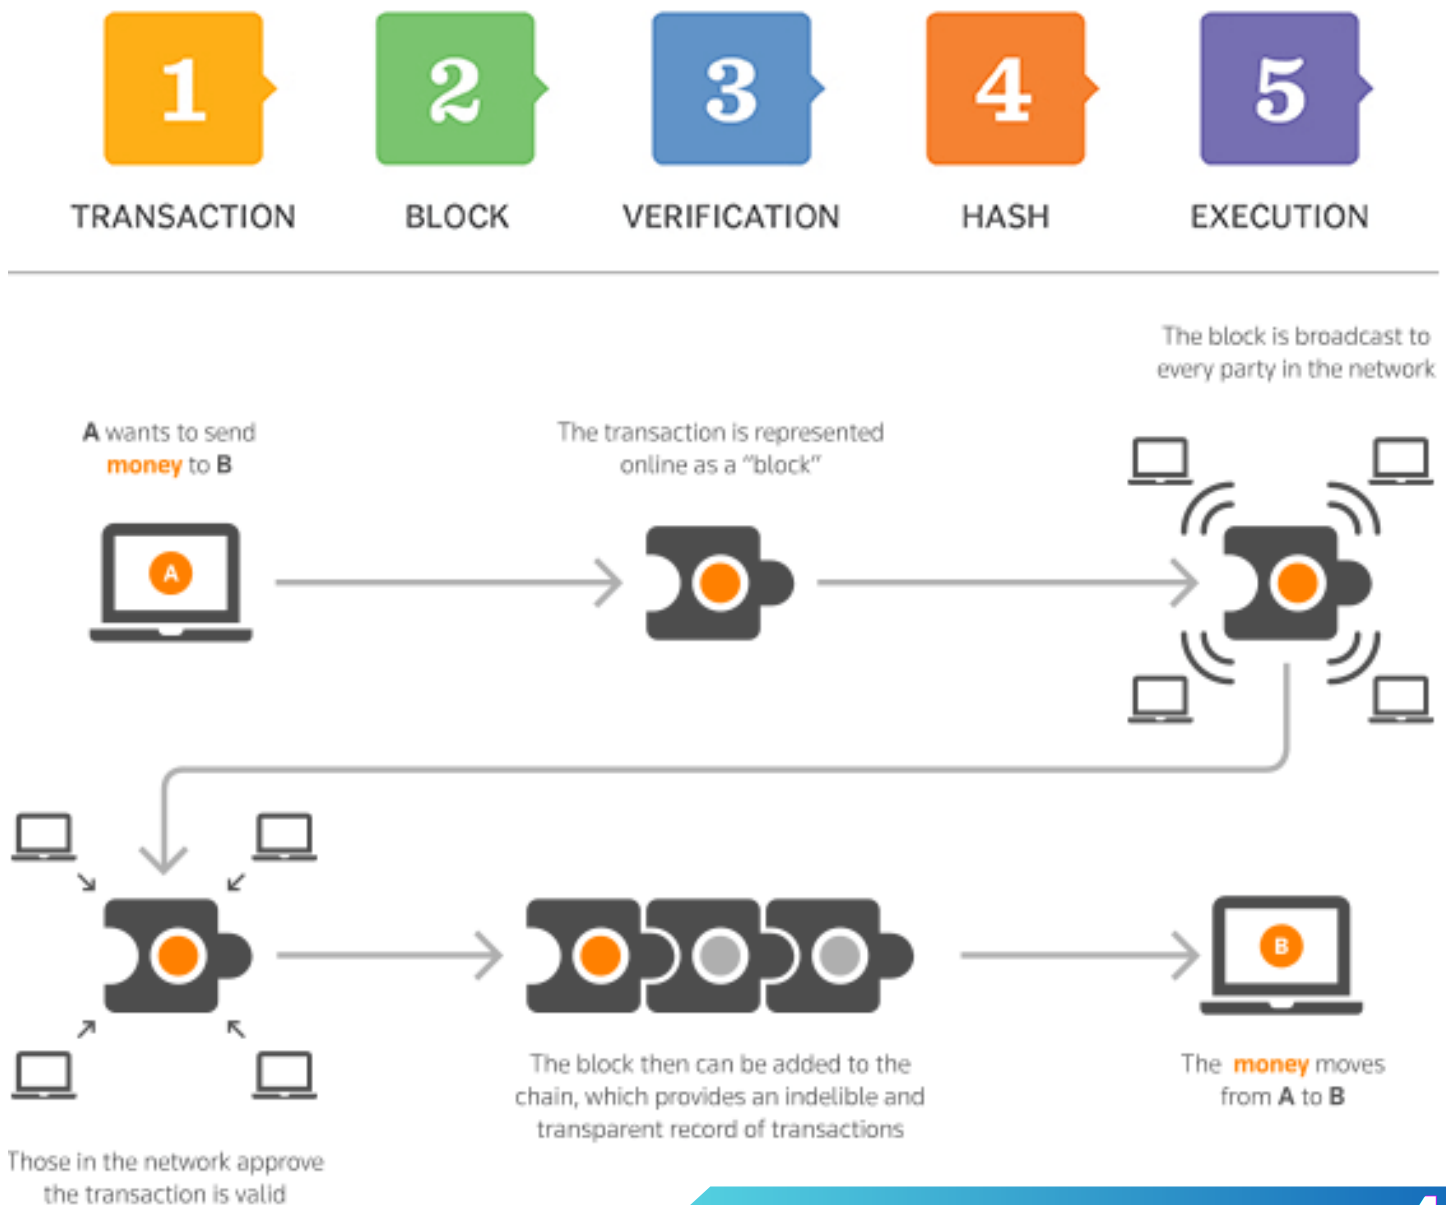 1 2 3 4 5
TRANSACTION BLOCK VERIFICATION HASH EXECUTION
The block is broadcast to
every party in the network
A wants to send
money to B
The transaction is represented
online as a “block”
A
Those in the network approve
the transaction is valid
The block then can be added to the
chain, which provides an indelible and
transparent record of transactions
B
The money moves
from A to B